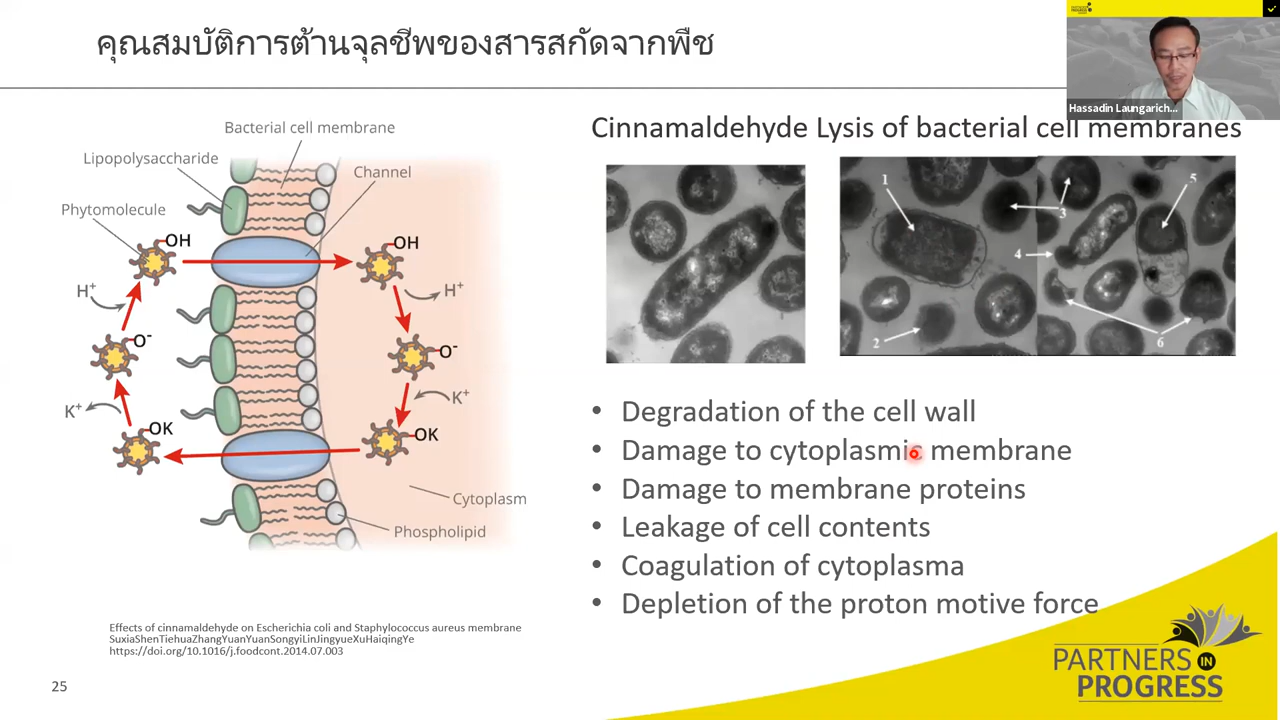 คุณสมบัติการต้านจุลชีพของสารสกัดจากพืช
PARTNERS IN PROGRESS
Hassadin Laungarich...
Cinnamaldehyde Lysis of bacterial cell membranes
Bacterial cell membrane
Lipopolysaccharide
Channel
Phytomolecule
OH
OH
H⁺
H⁺
O⁻
O⁻
K⁺
K⁺
OK
OK
Cytoplasm
Phospholipid
1
2
3
4
5
6
• Degradation of the cell wall
• Damage to cytoplasmic membrane
• Damage to membrane proteins
• Leakage of cell contents
• Coagulation of cytoplasma
• Depletion of the proton motive force
Effects of cinnamaldehyde on Escherichia coli and Staphylococcus aureus membrane
SuxiaShenTiehuaZhangYuanYuanSongyiLinJingyueXuHaiqingYe
https://doi.org/10.1016/j.foodcont.2014.07.003
25
PARTNERS IN
PROGRESS